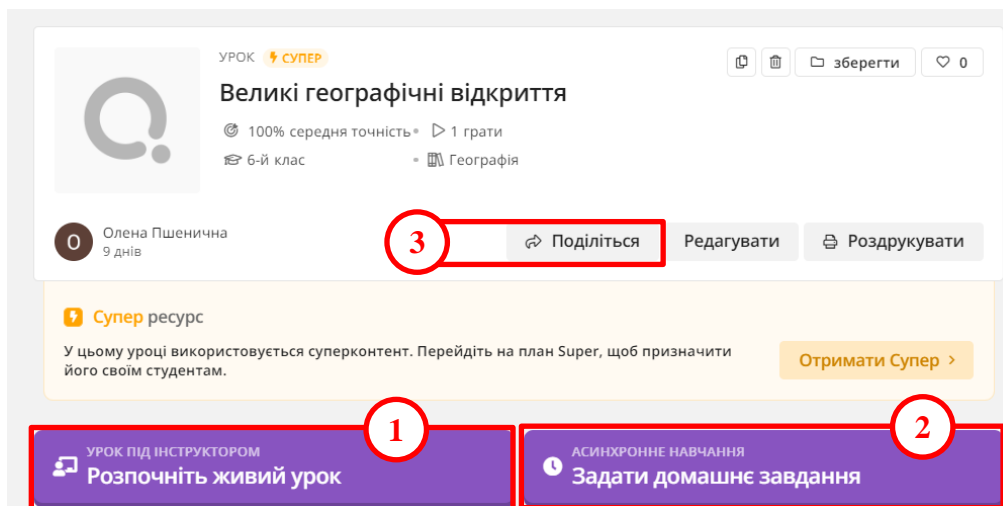 УРОК СУПЕР
зберегти 0
Великі географічні відкриття
100% середня точність 1 грати
6-й клас Географія
О Олена Пшенична
9 днів
3 Поділіться Редагувати Роздрукувати
Супер ресурс
У цьому уроці використовується суперконтент. Перейдіть на план Super, щоб призначити
його своїм студентам.
Отримати Супер >
1
УРОК ПІД ІНСТРУКТОРОМ
Розпочніть живий урок
2
АСИНХРОННЕ НАВЧАННЯ
Задати домашнє завдання